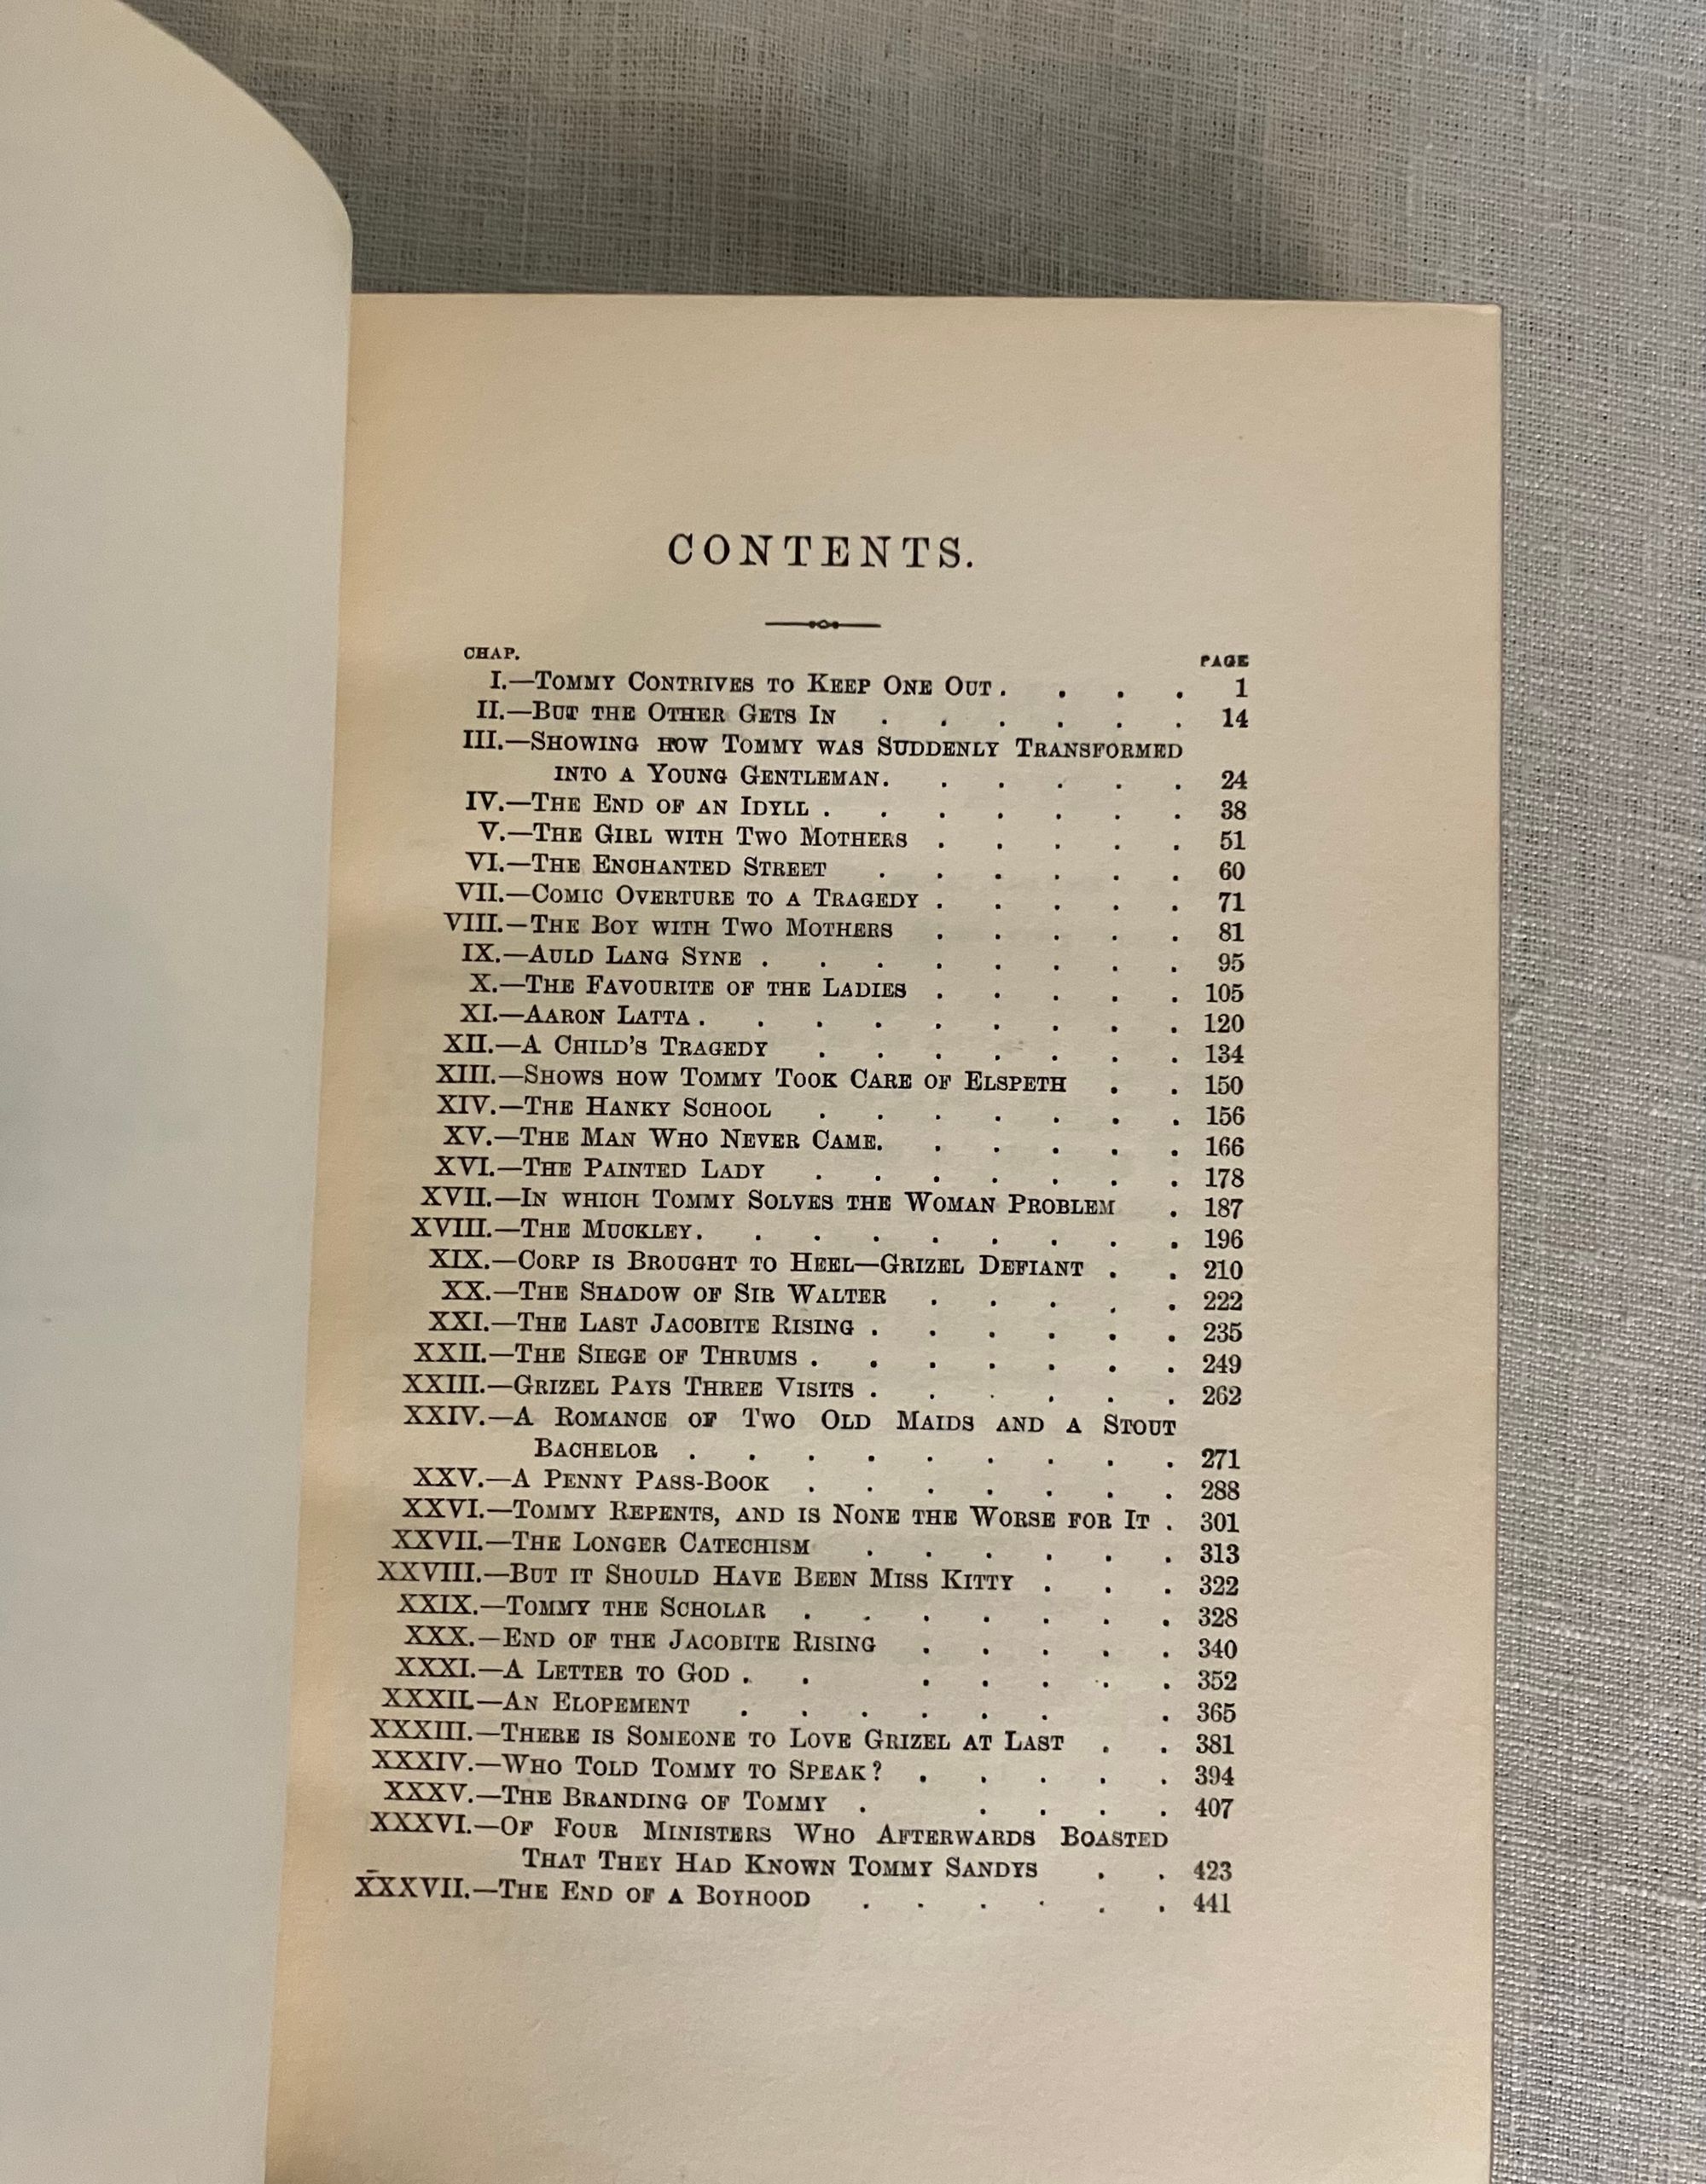 CONTENTS.
CHAP. PAGE
I.—TOMMY CONTRIVES TO KEEP ONE OUT . . . . 1
II.—BUT THE OTHER GETS IN . . . . . . 14
III.—SHOWING HOW TOMMY WAS SUDDENLY TRANSFORMED
INTO A YOUNG GENTLEMAN . . . . . . 24
IV.—THE END OF AN IDYLL . . . . . . . 38
V.—THE GIRL WITH TWO MOTHERS . . . . . 51
VI.—THE ENCHANTED STREET . . . . . . 60
VII.—COMIC OVERTURE TO A TRAGEDY . . . . . 71
VIII.—THE BOY WITH TWO MOTHERS . . . . . 81
IX.—AULD LANG SYNE . . . . . . . . 95
X.—THE FAVOURITE OF THE LADIES . . . . . 105
XI.—AARON LATTA . . . . . . . . . 120
XII.—A CHILD'S TRAGEDY . . . . . . . 134
XIII.—SHOWS HOW TOMMY TOOK CARE OF ELSPETH . . 150
XIV.—THE HANKY SCHOOL . . . . . . . 156
XV.—THE MAN WHO NEVER CAME . . . . . . 166
XVI.—THE PAINTED LADY . . . . . . . 178
XVII.—IN WHICH TOMMY SOLVES THE WOMAN PROBLEM . 187
XVIII.—THE MUCKLEY . . . . . . . . . 196
XIX.—CORP IS BROUGHT TO HEEL—GRIZEL DEFIANT . . 210
XX.—THE SHADOW OF SIR WALTER . . . . . 222
XXI.—THE LAST JACOBITE RISING . . . . . . 235
XXII.—THE SIEGE OF THRUMS . . . . . . . 249
XXIII.—GRIZEL PAYS THREE VISITS . . . . . . 262
XXIV.—A ROMANCE OF TWO OLD MAIDS AND A STOUT
BACHELOR . . . . . . . . . 271
XXV.—A PENNY PASS-BOOK . . . . . . . 288
XXVI.—TOMMY REPENTS, AND IS NONE THE WORSE FOR IT . 301
XXVII.—THE LONGER CATECHISM . . . . . . 313
XXVIII.—BUT IT SHOULD HAVE BEEN MISS KITTY . . . 322
XXIX.—TOMMY THE SCHOLAR . . . . . . . 328
XXX.—END OF THE JACOBITE RISING . . . . . 340
XXXI.—A LETTER TO GOD . . . . . . . 352
XXXII.—AN ELOPEMENT . . . . . . . 365
XXXIII.—THERE IS SOMEONE TO LOVE GRIZEL AT LAST . . 381
XXXIV.—WHO TOLD TOMMY TO SPEAK? . . . . . 394
XXXV.—THE BRANDING OF TOMMY . . . . . 407
XXXVI.—OF FOUR MINISTERS WHO AFTERWARDS BOASTED
THAT THEY HAD KNOWN TOMMY SANDYS . . 423
XXXVII.—THE END OF A BOYHOOD . . . . . . 441